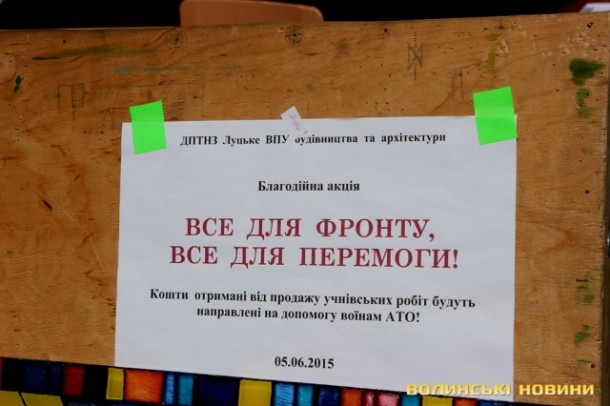 ДПТНЗ Луцьке ВПУ будівництва та архітектури
Благодійна акція
ВСЕ ДЛЯ ФРОНТУ,
ВСЕ ДЛЯ ПЕРЕМОГИ!
Кошти отримані від продажу учнівських робіт будуть
направлені на допомогу воїнам АТО!
05.06.2015
ВОЛИНСЬКІ НОВИНИ